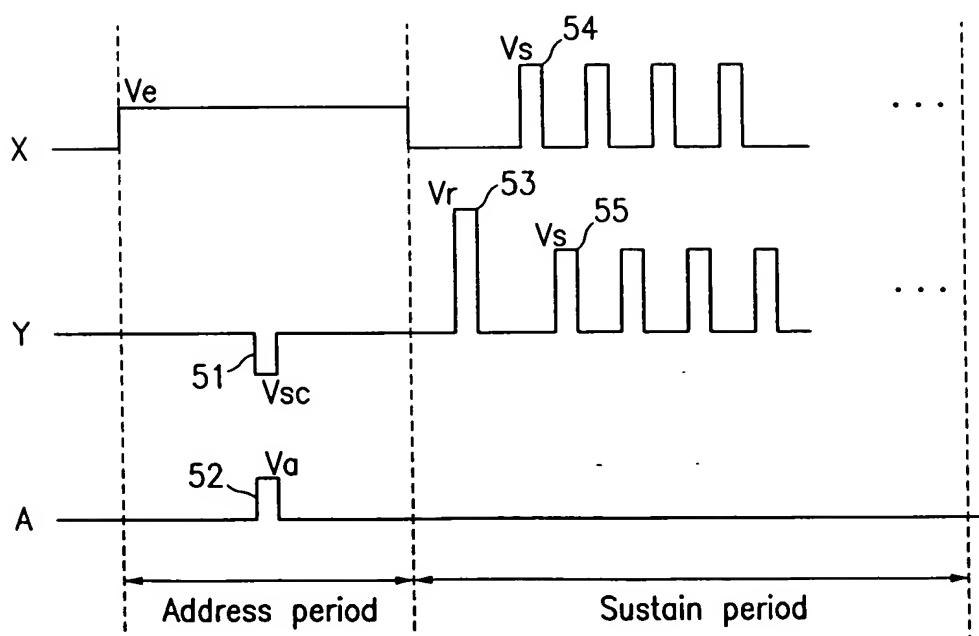 Vs 54
Ve
X
...
Vr 53
Vs 55
...
Y
51
Vsc
52 Va
A
Address period
Sustain period